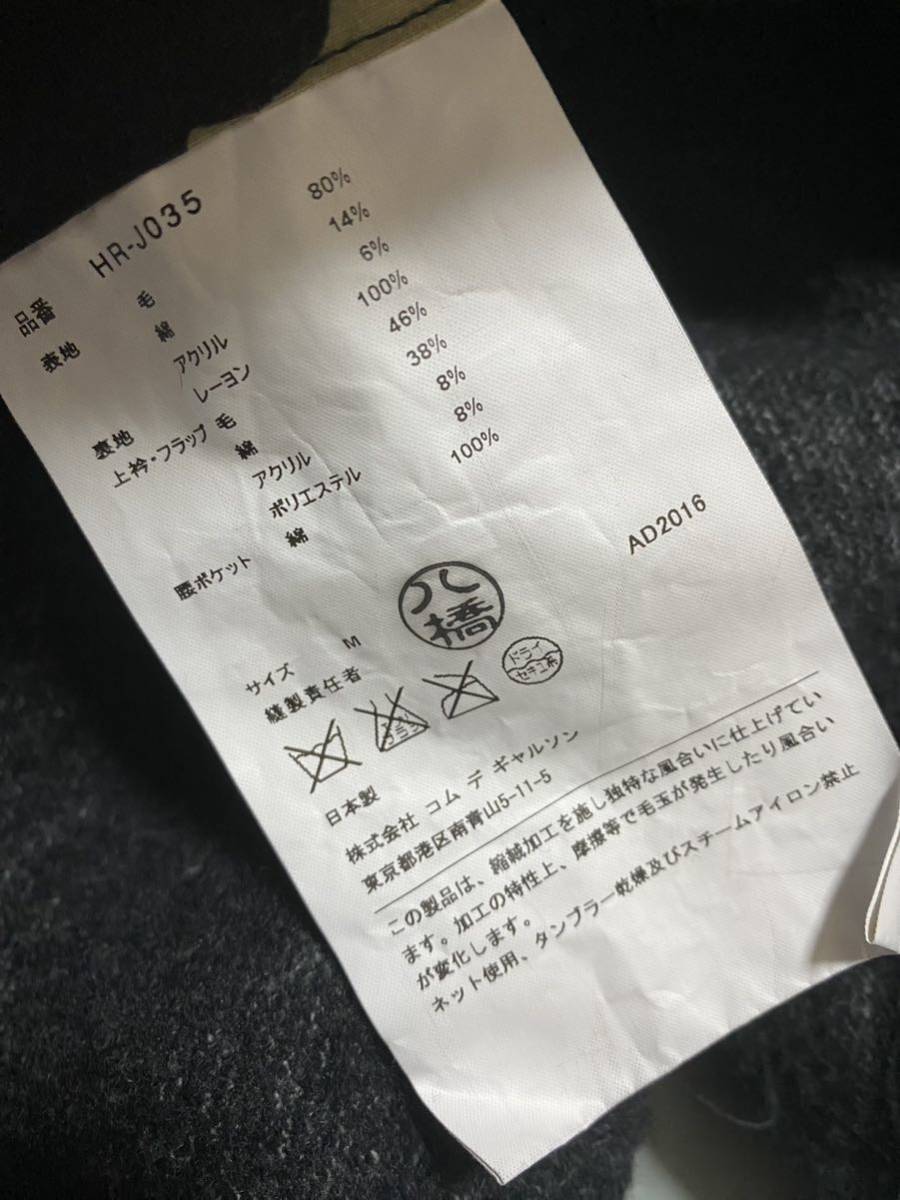 品番 HR-J035
表地 毛 80%
綿 14%
アクリル 6%
裏地 レーヨン 100%
上衿・フラップ 毛 46%
綿 38%
アクリル 8%
ポリエステル 8%
腰ポケット 綿 100%
AD2016
サイズ M
縫製責任者 八橋
エンソ
ドライ
セキユ系
日本製
株式会社 コム デ ギャルソン
東京都港区南青山5-11-5
この製品は、縮絨加工を施し独特な風合いに仕上げてい
ます。加工の特性上、摩擦等で毛玉が発生したり風合い
が変化します。
ネット使用、タンブラー乾燥及びスチームアイロン禁止